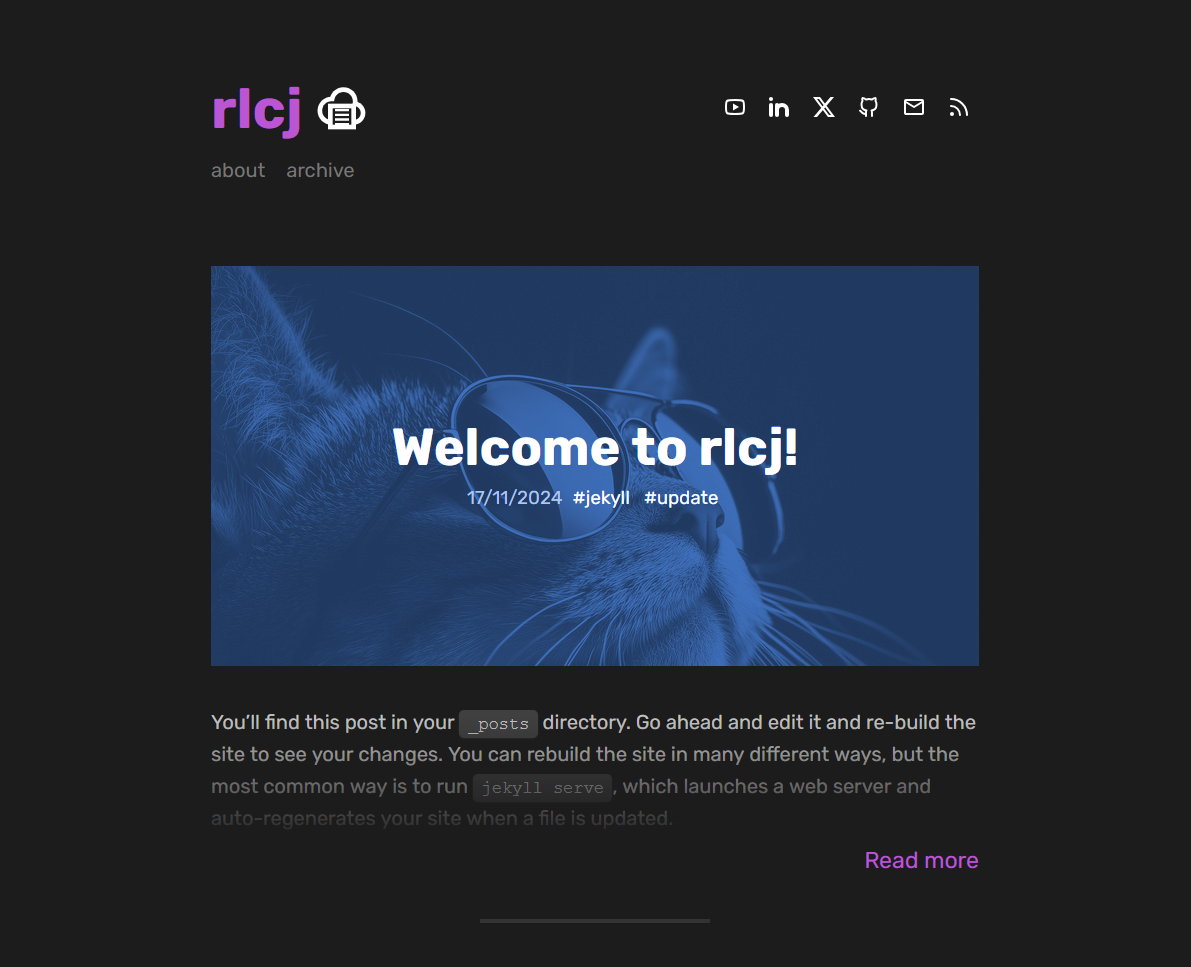 rlcj
about archive
Welcome to rlcj!
17/11/2024 #jekyll #update
You’ll find this post in your _posts directory. Go ahead and edit it and re-build the
site to see your changes. You can rebuild the site in many different ways, but the
most common way is to run jekyll serve, which launches a web server and
auto-regenerates your site when a file is updated.
Read more